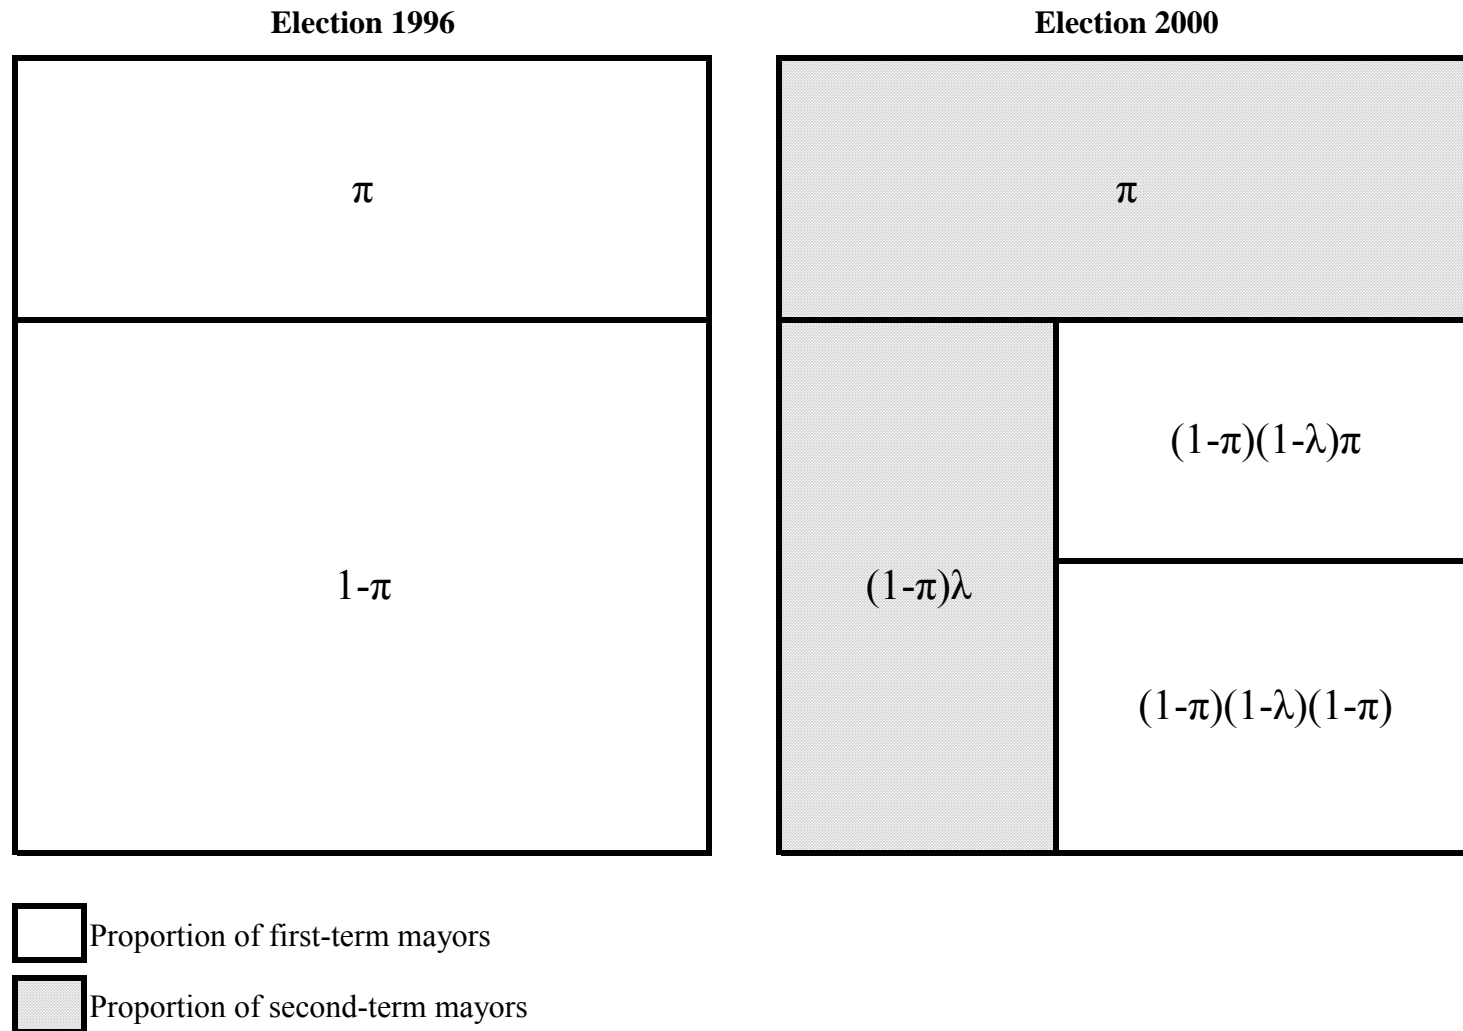 Election 1996
Election 2000
π
π
1-π
(1-π)λ
(1-π)(1-λ)π
(1-π)(1-λ)(1-π)
Proportion of first-term mayors
Proportion of second-term mayors